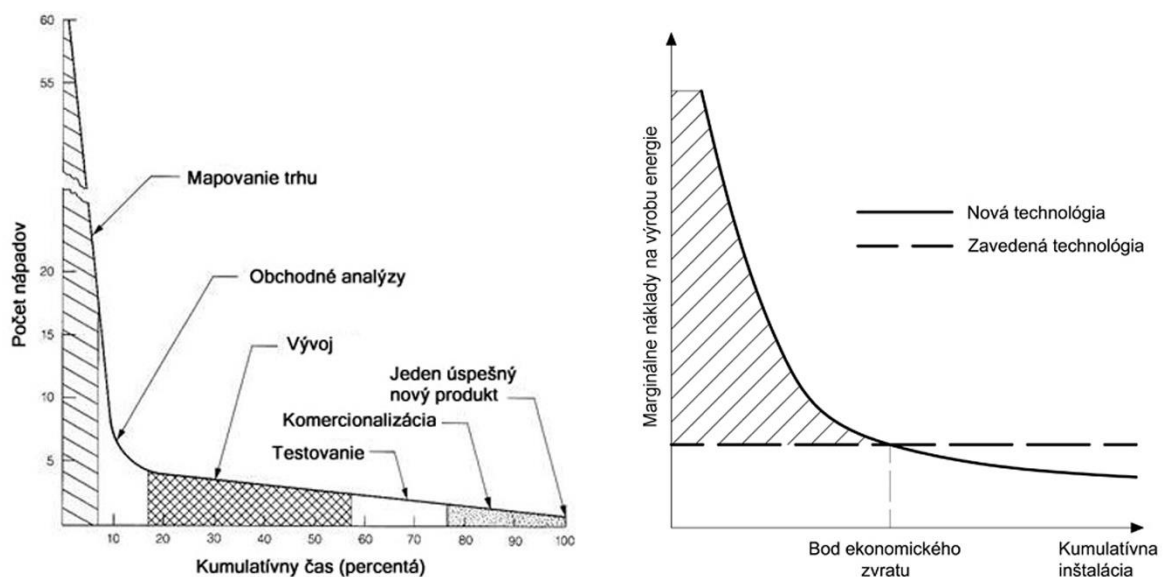 60
55
20
15
10
5
Počet nápadov
Mapovanie trhu
Obchodné analýzy
Vývoj
Jeden úspešný
nový produkt
Komercionalizácia
Testovanie
10 20 30 40 50 60 70 80 90 100
Kumulatívny čas (percentá)
Marginálne náklady na výrobu energie
Nová technológia
Zavedená technológia
Bod ekonomického
zvratu
Kumulatívna
inštalácia